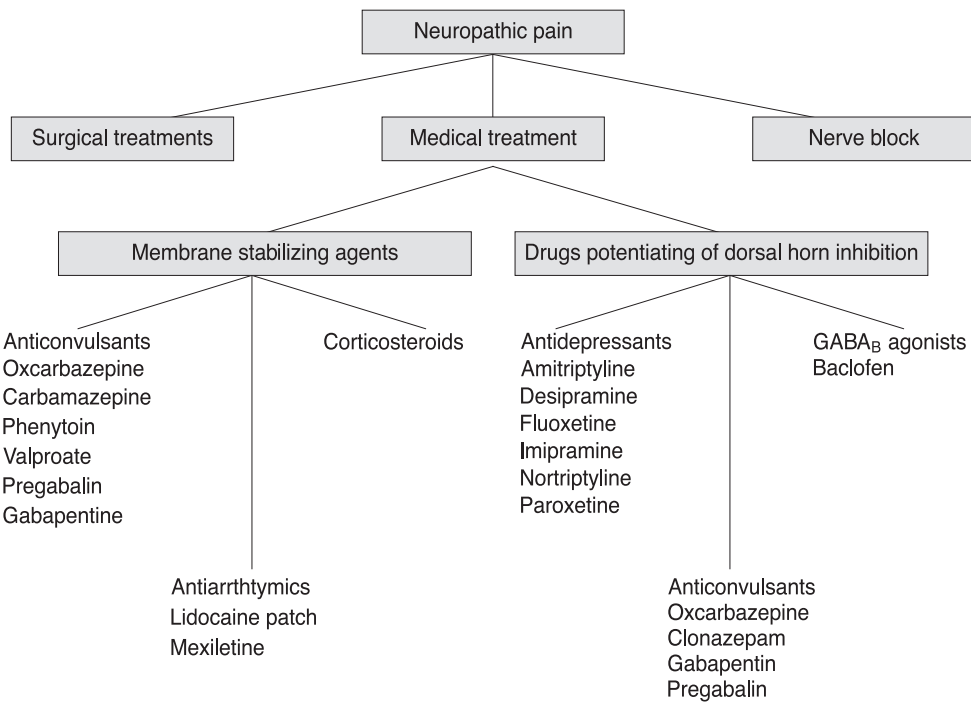 Neuropathic pain
Surgical treatments
Medical treatment
Nerve block
Membrane stabilizing agents
Drugs potentiating of dorsal horn inhibition
Anticonvulsants
Oxcarbazepine
Carbamazepine
Phenytoin
Valproate
Pregabalin
Gabapentine
Corticosteroids
Antiarrthtymics
Lidocaine patch
Mexiletine
Antidepressants
Amitriptyline
Desipramine
Fluoxetine
Imipramine
Nortriptyline
Paroxetine
GABAB agonists
Baclofen
Anticonvulsants
Oxcarbazepine
Clonazepam
Gabapentin
Pregabalin